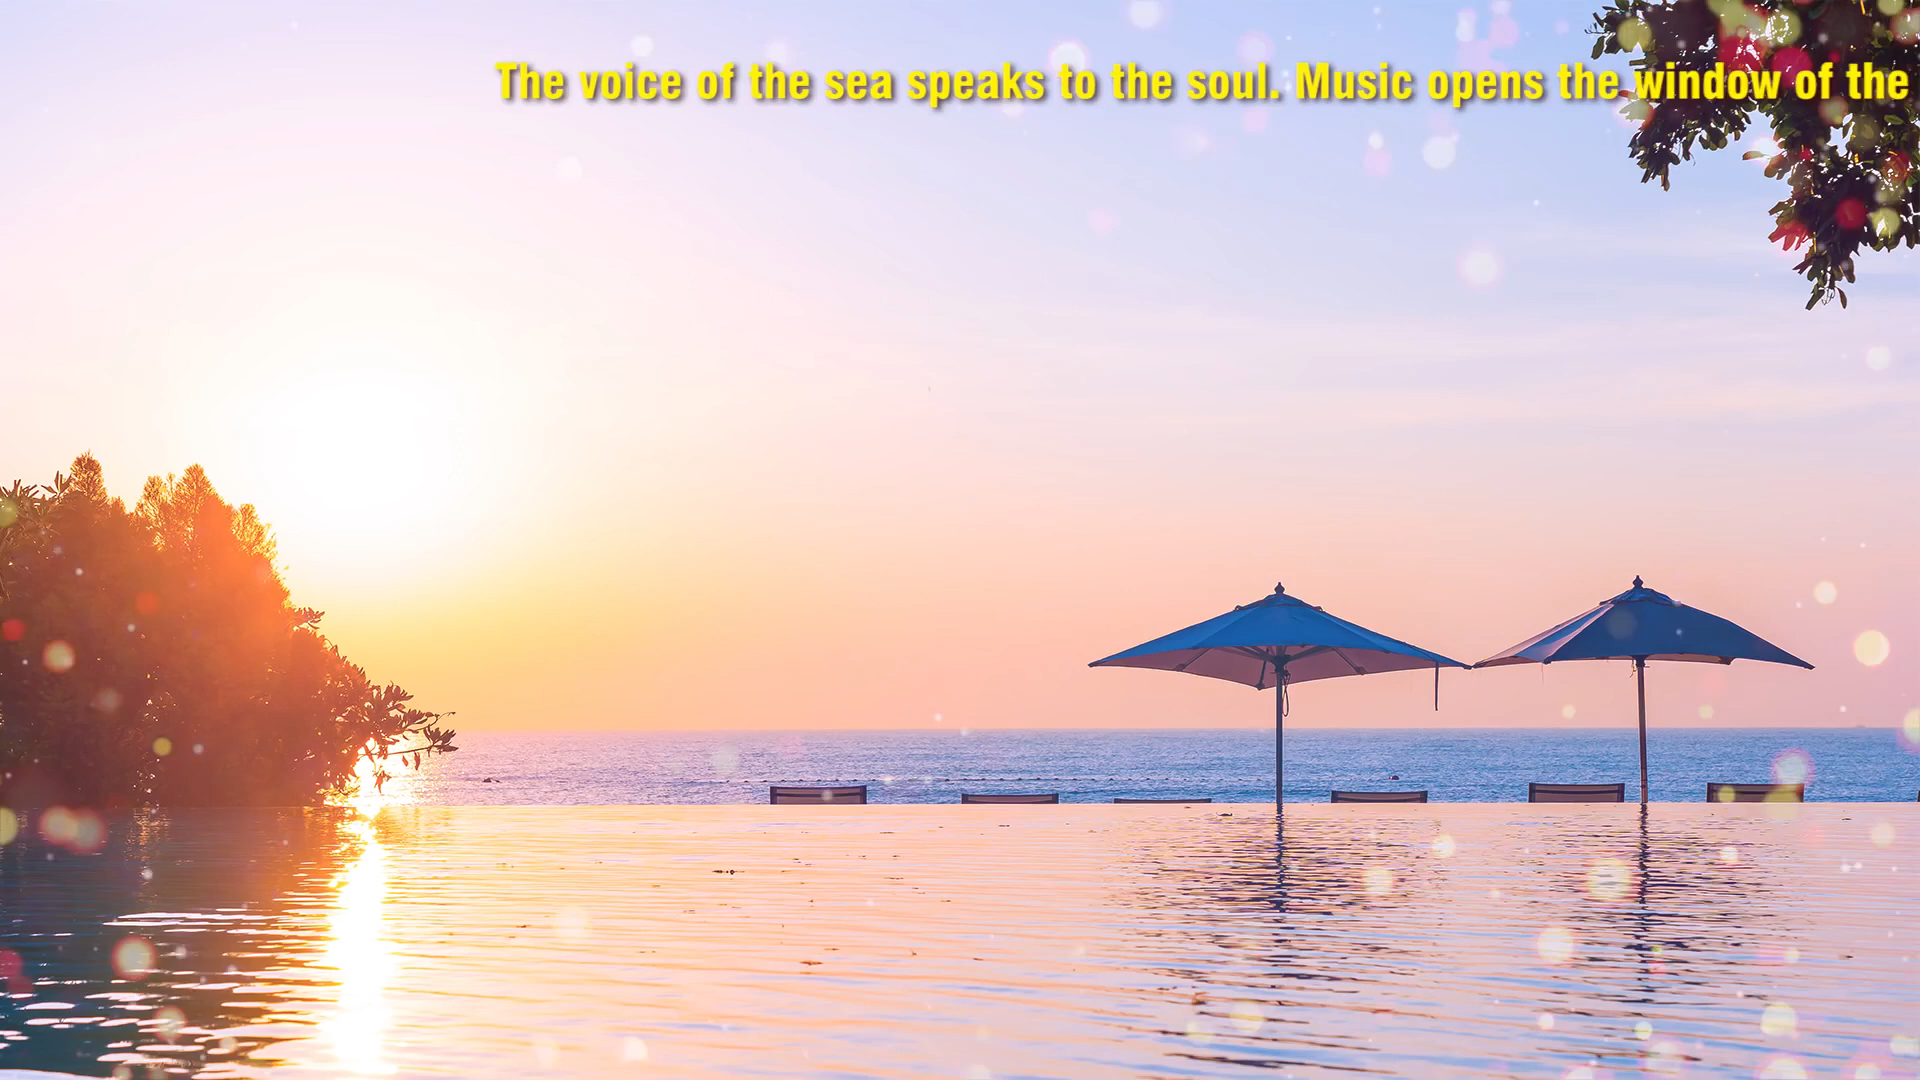 The voice of the sea speaks to the soul. Music opens the window of the